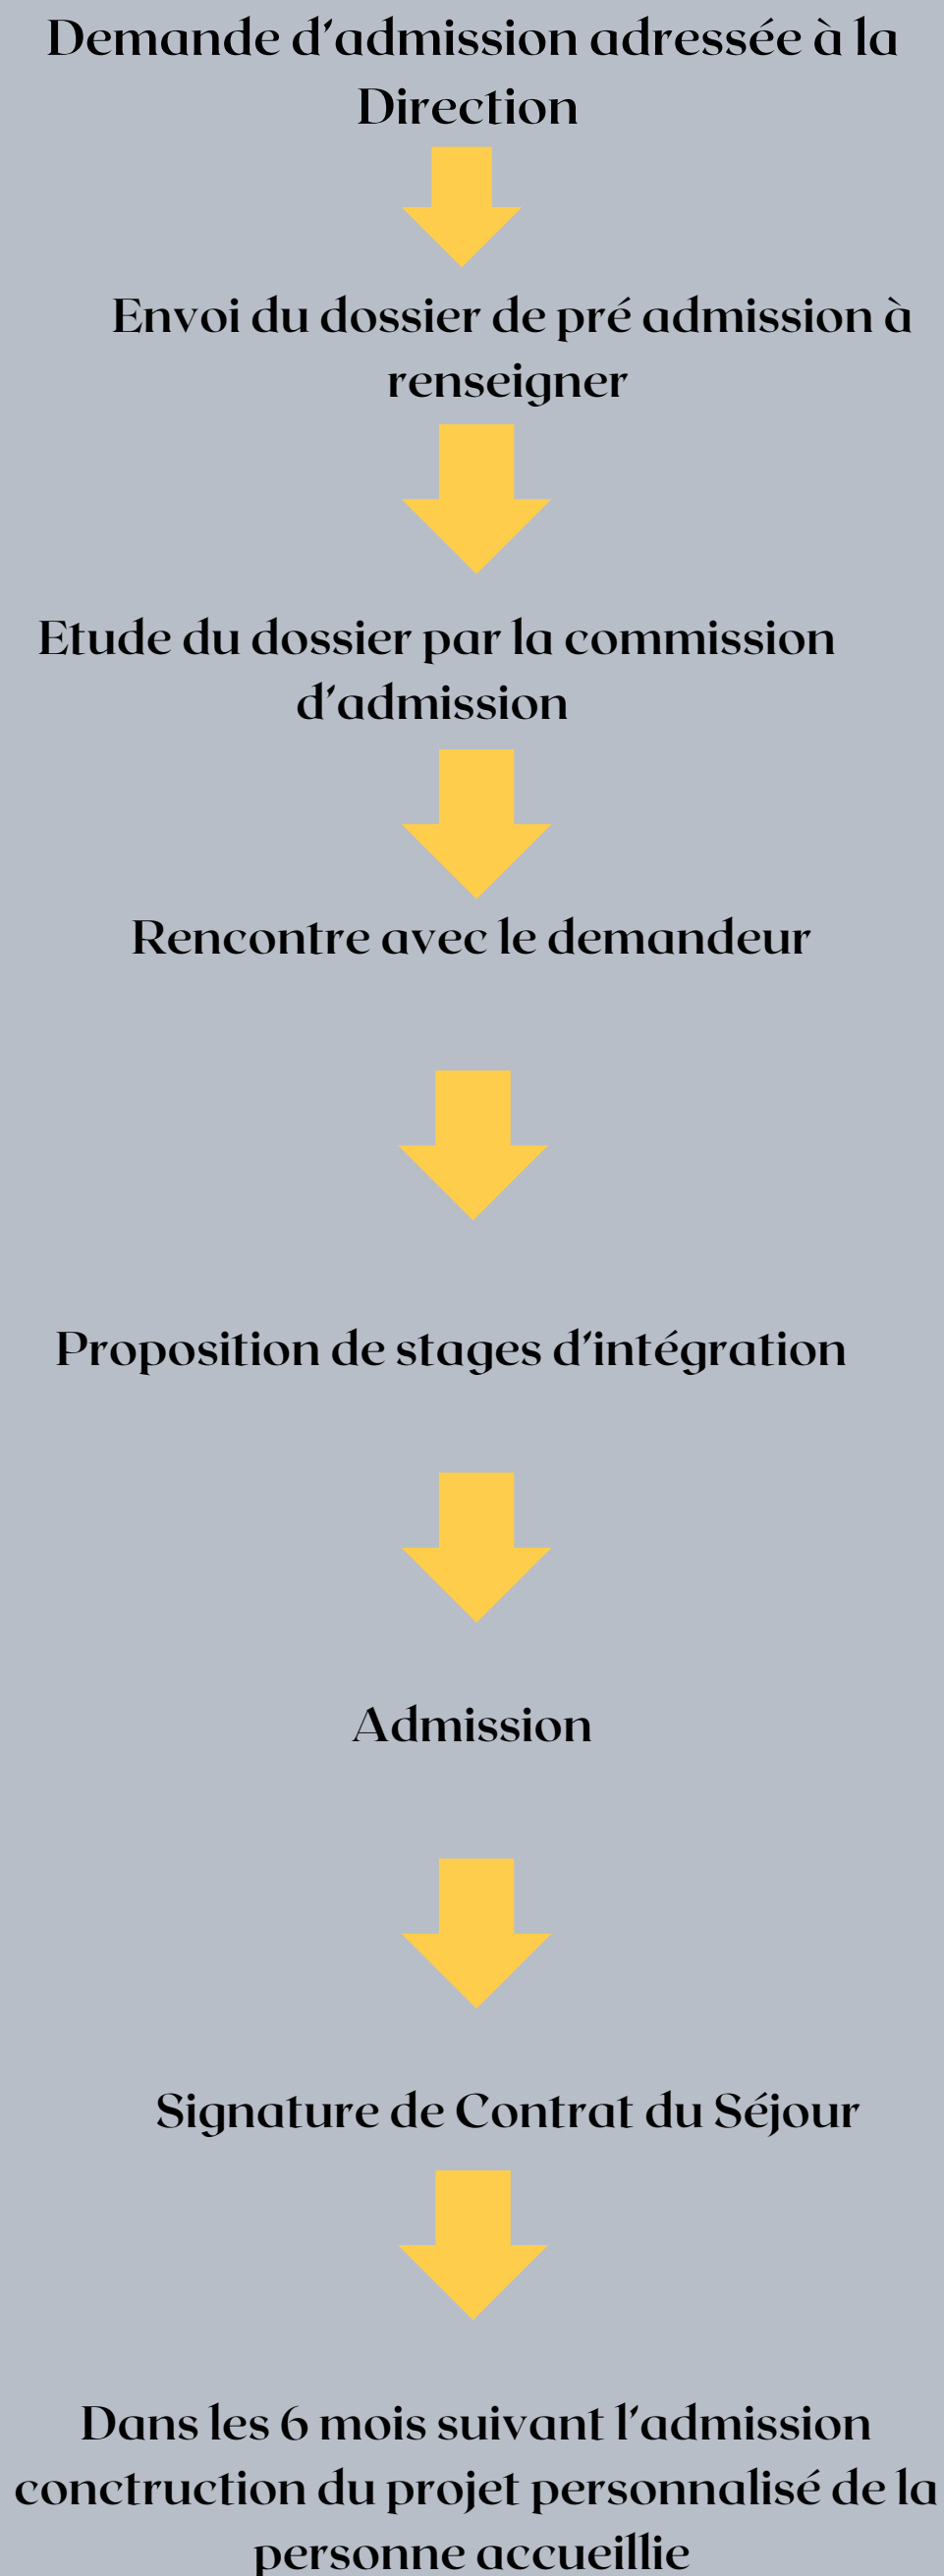 Demande d'admission adressée à la
Direction
Envoi du dossier de pré admission à
renseigner
Etude du dossier par la commission
d'admission
Rencontre avec le demandeur
Proposition de stages d'intégration
Admission
Signature de Contrat du Séjour
Dans les 6 mois suivant l'admission
conctruction du projet personnalisé de la
personne accueillie